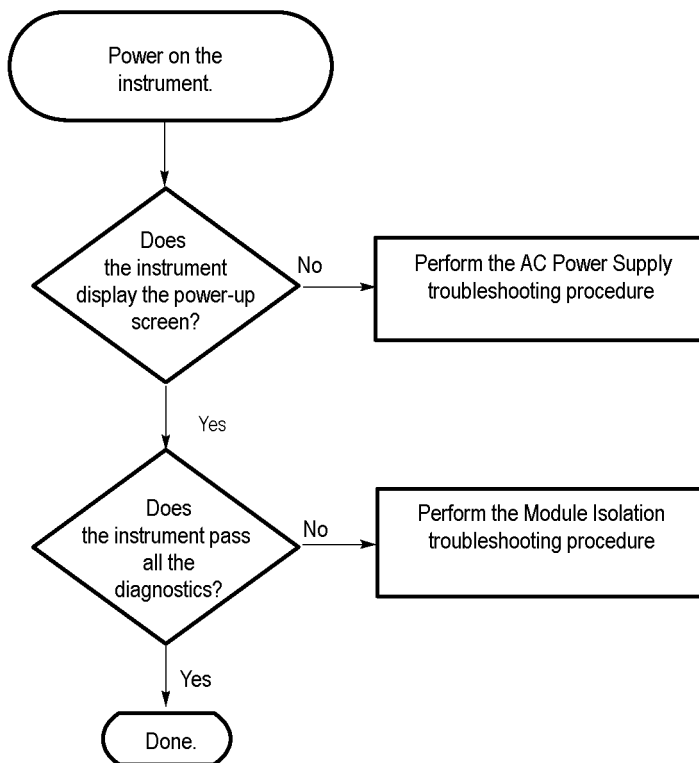 Power on the
instrument.
Does
the instrument
display the power-up
screen?
No
Perform the AC Power Supply
troubleshooting procedure
Yes
Does
the instrument pass
all the
diagnostics?
No
Perform the Module Isolation
troubleshooting procedure
Yes
Done.